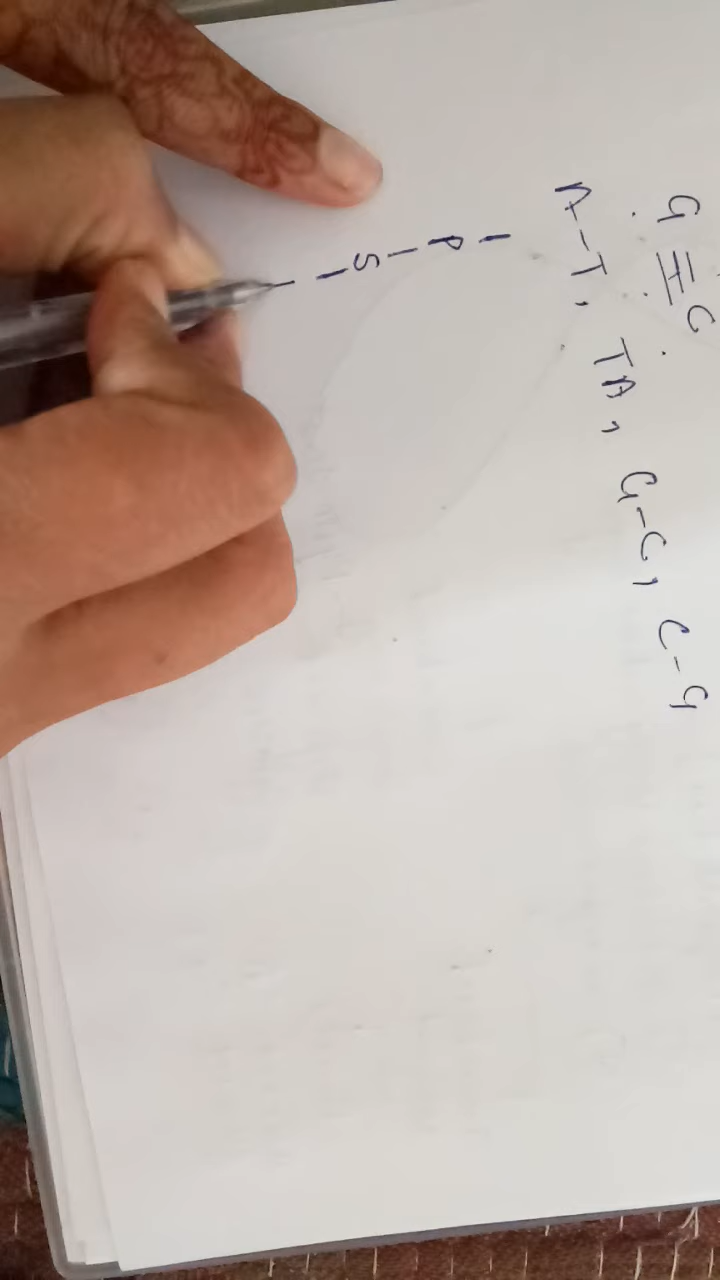 G ≡ C
A-T, TA, G-C, C-G
|
P
|
S
|